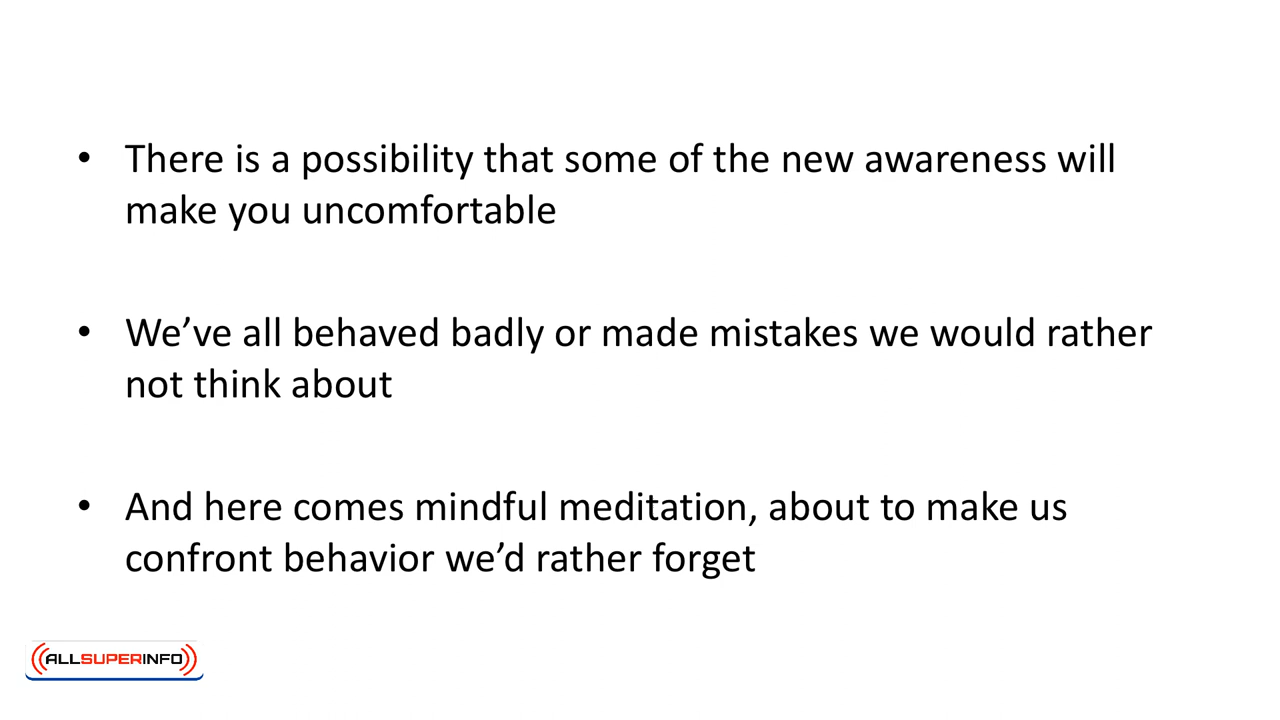 • There is a possibility that some of the new awareness will
make you uncomfortable
• We’ve all behaved badly or made mistakes we would rather
not think about
• And here comes mindful meditation, about to make us
confront behavior we’d rather forget
ALLSUPERINFO